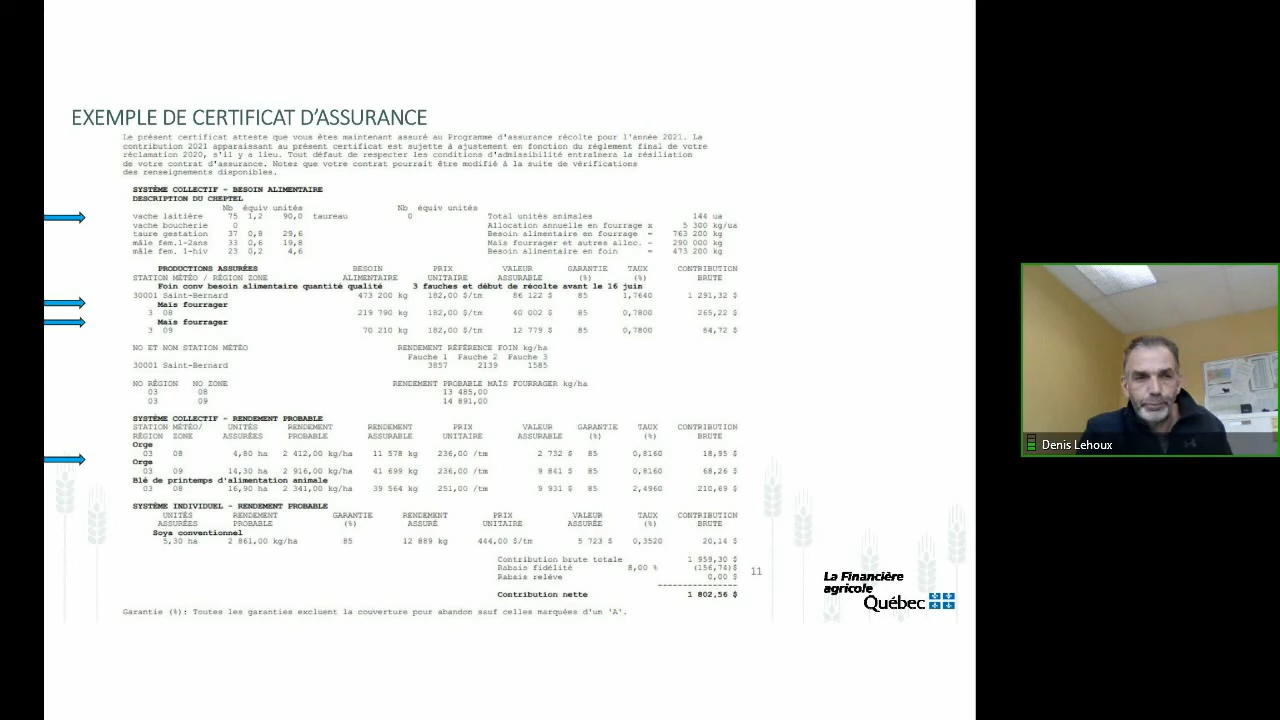 EXEMPLE DE CERTIFICAT D'ASSURANCE
Le présent certificat atteste que vous êtes maintenant assuré au Programme d'assurance récolte pour l'année 2021. La
contribution 2021 apparaissant au présent certificat est sujette à ajustement en fonction du règlement final de votre
réclamation 2020, s'il y a lieu. Tout défaut de respecter les conditions d'admissibilité entraînera la résiliation
de votre contrat d'assurance. Notez que votre contrat pourrait être modifié à la suite de vérifications
des renseignements disponibles.
SYSTÈME COLLECTIF - BESOIN ALIMENTAIRE
DESCRIPTION DU CHEPTEL
Nb équiv unités Nb équiv unités
vache laitière 75 1,2 90,0 taureau 0 Total unités animales 144 ua
vache boucherie 0 Allocation annuelle en fourrage x 5 300 kg/ua
taure gestation 37 0,8 29,6 Besoin alimentaire en fourrage = 763 200 kg
mâle fem.1-2ans 33 0,6 19,8 Maïs fourrager et autres alloc. - 290 000 kg
mâle fem. 1-hiv 23 0,2 4,6 Besoin alimentaire en foin = 473 200 kg
PRODUCTIONS ASSURÉES BESOIN PRIX VALEUR GARANTIE TAUX CONTRIBUTION
STATION MÉTÉO / RÉGION ZONE ALIMENTAIRE UNITAIRE ASSURABLE (%) (%) BRUTE
Foin conv besoin alimentaire quantité qualité 3 fauches et début de récolte avant le 16 juin
30001 Saint-Bernard 473 200 kg 182,00 $/tm 86 122 $ 85 1,7640 1 291,32 $
Maïs fourrager
3 08 219 790 kg 182,00 $/tm 40 002 $ 85 0,7800 265,22 $
Maïs fourrager
3 09 70 210 kg 182,00 $/tm 12 779 $ 85 0,7800 84,72 $
NO ET NOM STATION MÉTÉO RENDEMENT RÉFÉRENCE FOIN kg/ha
Fauche 1 Fauche 2 Fauche 3
30001 Saint-Bernard 3857 2139 1585
NO RÉGION NO ZONE RENDEMENT PROBABLE MAÏS FOURRAGER kg/ha
03 08 13 485,00
03 09 14 891,00
SYSTÈME COLLECTIF - RENDEMENT PROBABLE
STATION MÉTÉO/ UNITÉS RENDEMENT RENDEMENT PRIX VALEUR GARANTIE TAUX CONTRIBUTION
RÉGION ZONE ASSURÉES PROBABLE ASSURABLE UNITAIRE ASSURABLE (%) (%) BRUTE
Orge
03 08 4,80 ha 2 412,00 kg/ha 11 578 kg 236,00 /tm 2 732 $ 85 0,8160 18,95 $
Orge
03 09 14,30 ha 2 916,00 kg/ha 41 699 kg 236,00 /tm 9 841 $ 85 0,8160 68,26 $
Blé de printemps d'alimentation animale
03 08 16,90 ha 2 341,00 kg/ha 39 564 kg 251,00 /tm 9 931 $ 85 2,4960 210,69 $
SYSTÈME INDIVIDUEL - RENDEMENT PROBABLE
UNITÉS RENDEMENT GARANTIE RENDEMENT PRIX VALEUR TAUX CONTRIBUTION
ASSURÉES PROBABLE (%) ASSURÉ UNITAIRE ASSURÉE (%) BRUTE
Soya conventionnel
5,30 ha 2 861,00 kg/ha 85 12 889 kg 444,00 $/tm 5 723 $ 0,3520 20,14 $
Contribution brute totale 1 959,30 $
Rabais fidélité 8,00 % (156,74)$
Rabais relève 0,00 $
Contribution nette 1 802,56 $
Garantie (%): Toutes les garanties excluent la couverture pour abandon sauf celles marquées d'un 'A'.
11
La Financière
agricole
Québec
Denis Lehoux